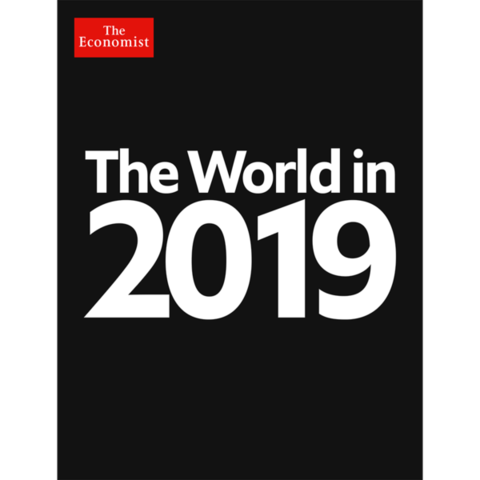 The
Economist
The World in
2019